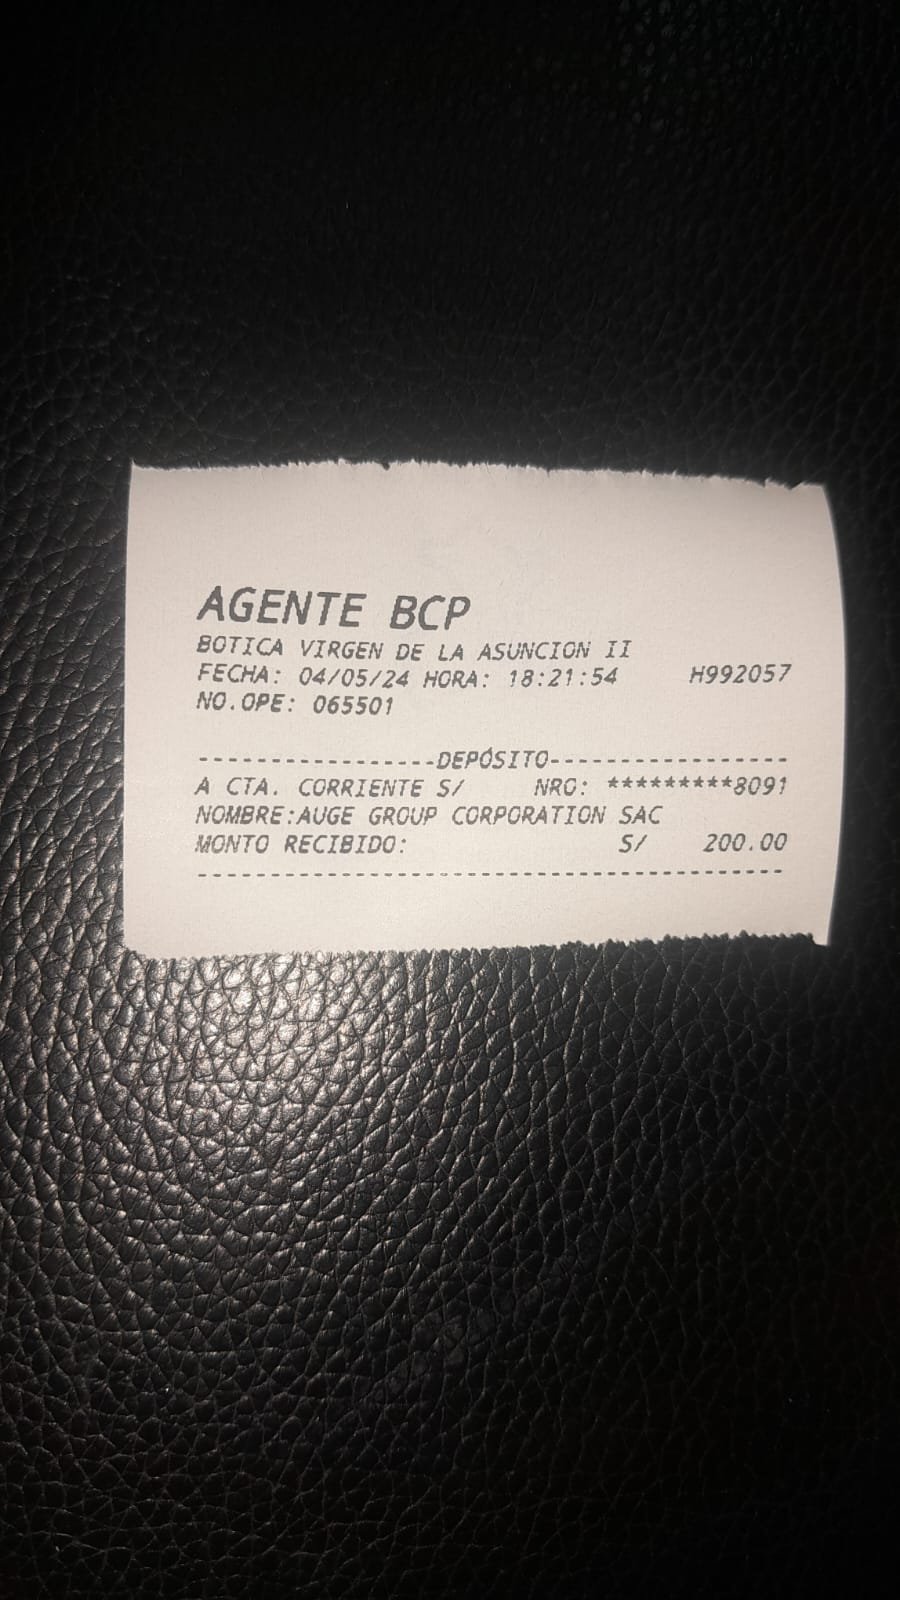 AGENTE BCP
BOTICA VIRGEN DE LA ASUNCION II
FECHA: 04/05/24 HORA: 18:21:54 H992057
NO.OPE: 065501
-----------------DEPÓSITO-----------------
A CTA. CORRIENTE S/ NRO: *********8091
NOMBRE:AUGE GROUP CORPORATION SAC
MONTO RECIBIDO: S/ 200.00
------------------------------------------